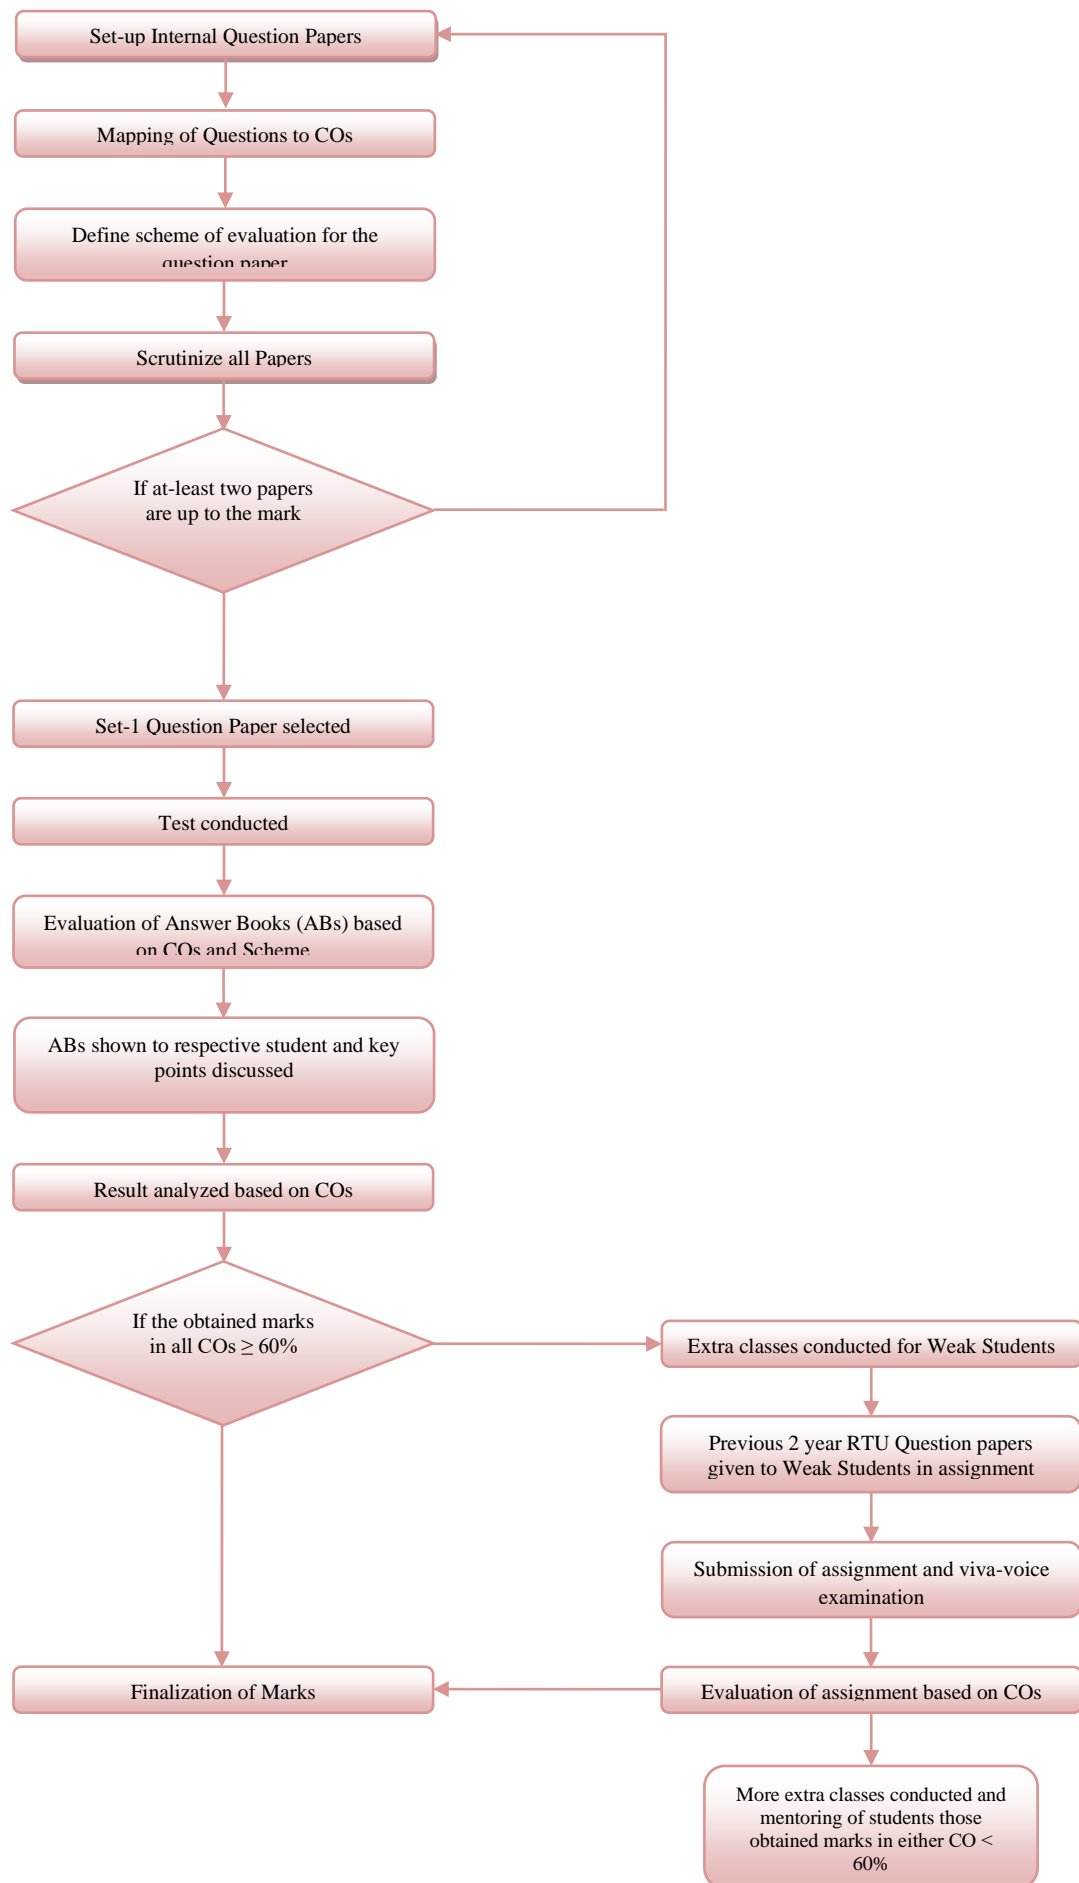 Set-up Internal Question Papers
Mapping of Questions to COs
Define scheme of evaluation for the
question paper
Scrutinize all Papers
If at-least two papers
are up to the mark
Set-1 Question Paper selected
Test conducted
Evaluation of Answer Books (ABs) based
on COs and Scheme
ABs shown to respective student and key
points discussed
Result analyzed based on COs
If the obtained marks
in all COs ≥ 60%
Extra classes conducted for Weak Students
Previous 2 year RTU Question papers
given to Weak Students in assignment
Submission of assignment and viva-voice
examination
Finalization of Marks
Evaluation of assignment based on COs
More extra classes conducted and
mentoring of students those
obtained marks in either CO <
60%